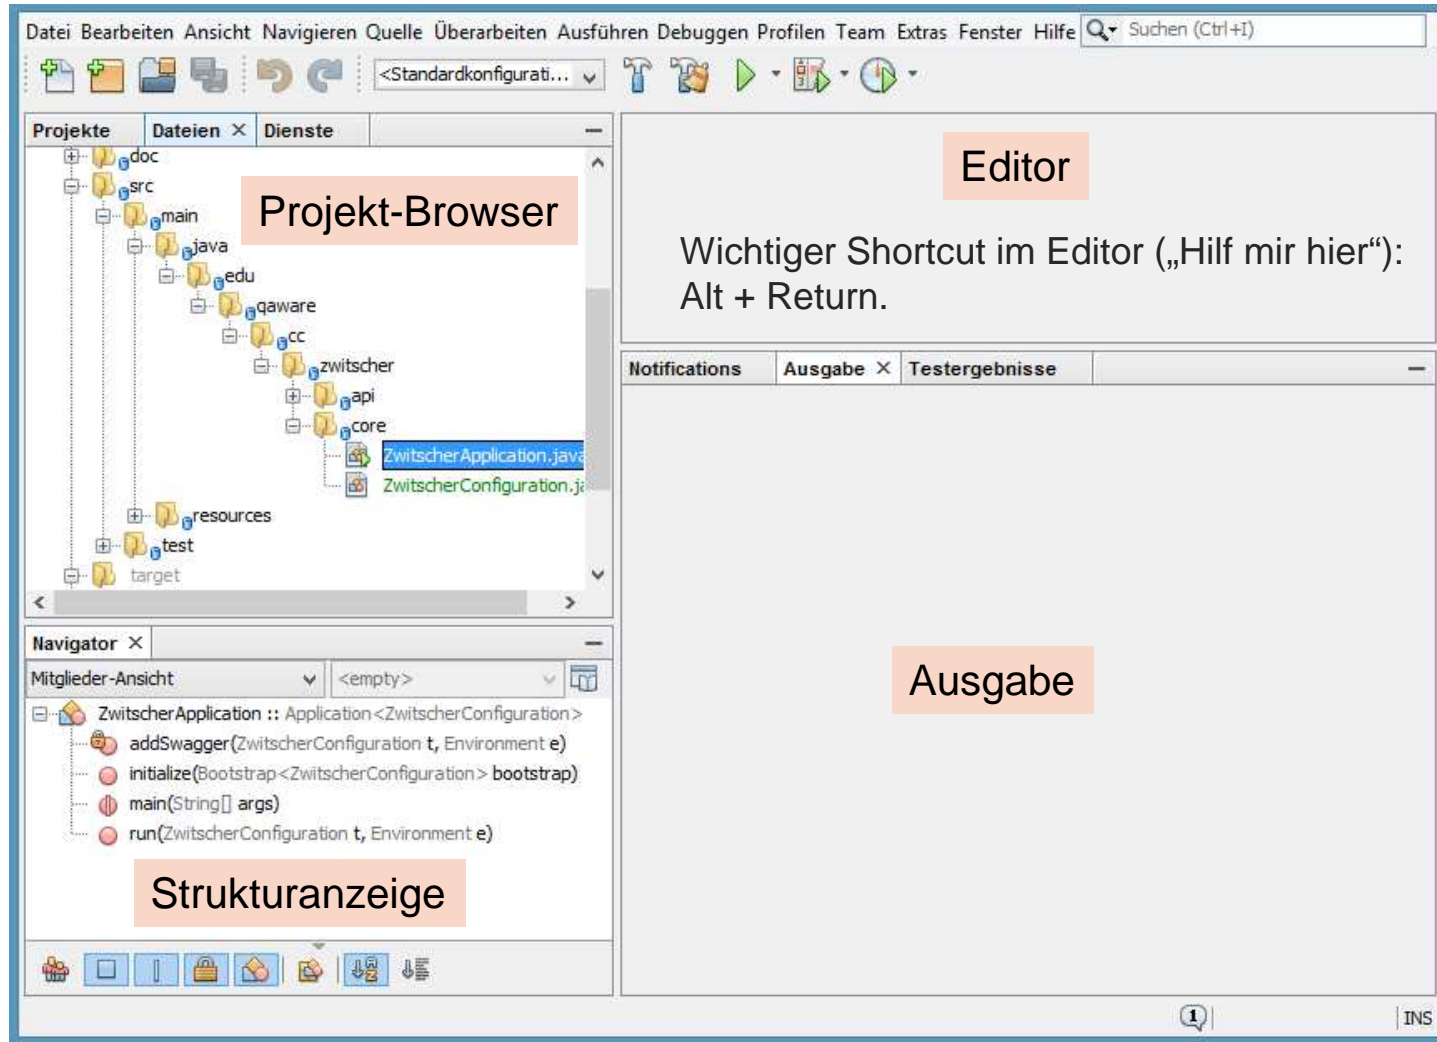 Datei Bearbeiten Ansicht Navigieren Quelle Überarbeiten Ausführen Debuggen Profilen Team Extras Fenster Hilfe Suchen (Ctrl+I)
<Standardkonfigurati...
Projekte Dateien Dienste
doc
src
main
java
edu
qaware
cc
zwitscher
api
core
ZwitscherApplication.java
ZwitscherConfiguration.ja
resources
test
target
Projekt-Browser
Editor
Wichtiger Shortcut im Editor („Hilf mir hier“):
Alt + Return.
Notifications Ausgabe Testergebnisse
Ausgabe
Navigator
Mitglieder-Ansicht <empty>
ZwitscherApplication :: Application<ZwitscherConfiguration>
addSwagger(ZwitscherConfiguration t, Environment e)
initialize(Bootstrap<ZwitscherConfiguration> bootstrap)
main(String[] args)
run(ZwitscherConfiguration t, Environment e)
Strukturanzeige
1 INS